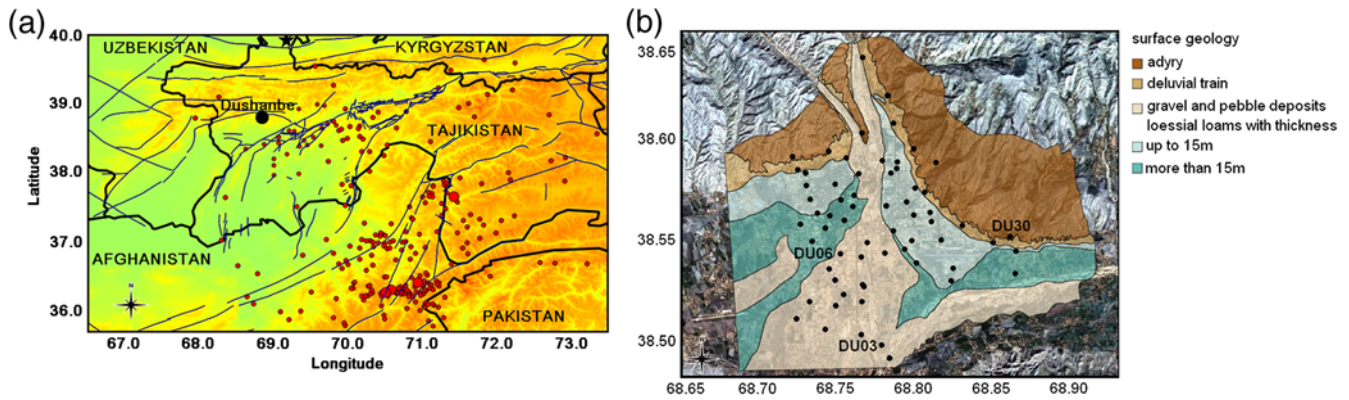 (a)
40.0
39.0
38.0
37.0
36.0
Latitude
UZBEKISTAN
KYRGYZSTAN
Dushanbe
TAJIKISTAN
AFGHANISTAN
PAKISTAN
N
67.0 68.0 69.0 70.0 71.0 72.0 73.0
Longitude
(b)
38.65
38.60
38.55
38.50
DU30
DU06
DU03
N
68.65 68.70 68.75 68.80 68.85 68.90
surface geology
adyry
deluvial train
gravel and pebble deposits
loessial loams with thickness
up to 15m
more than 15m